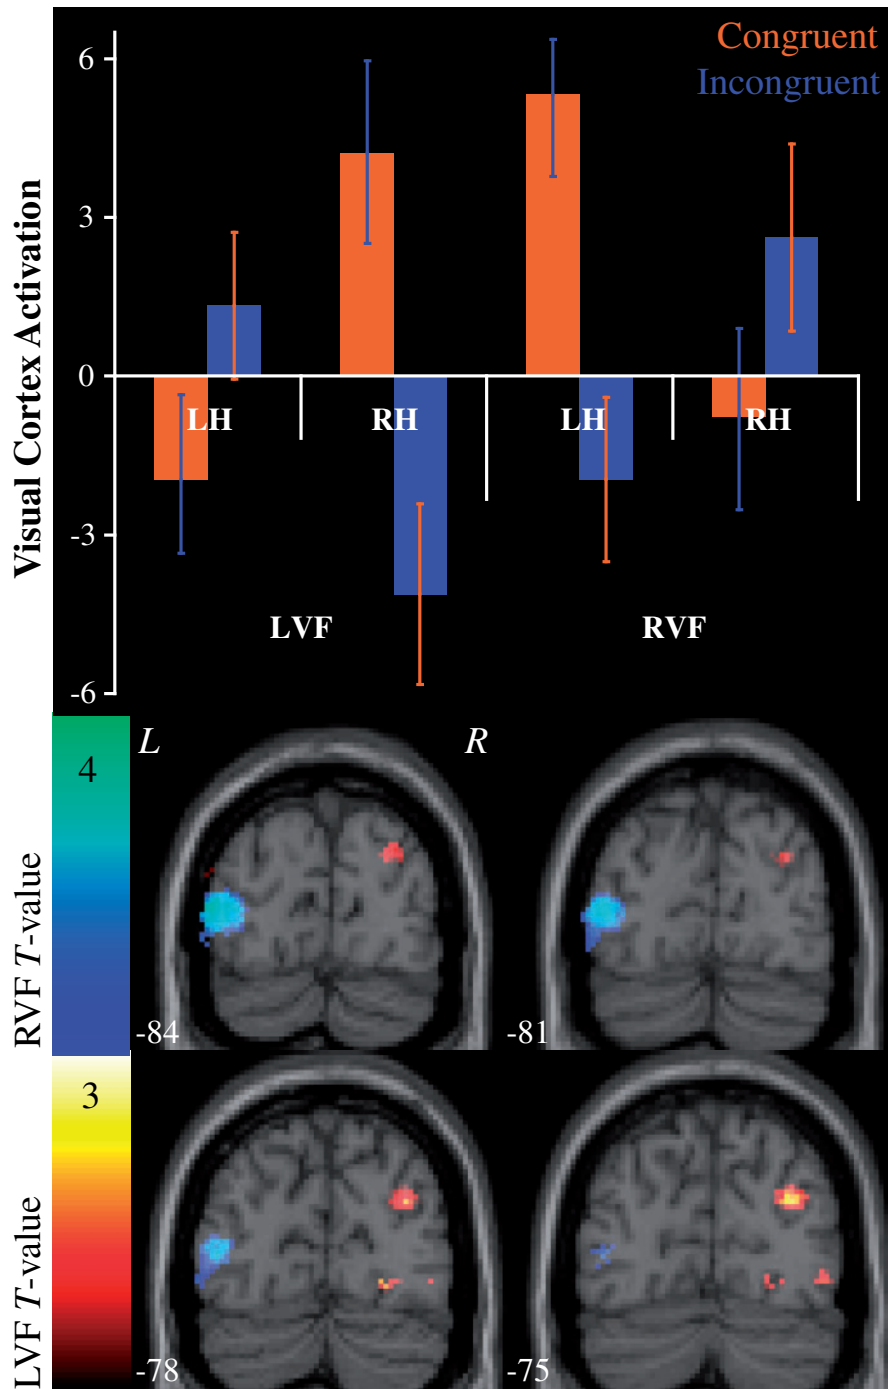 Congruent
Incongruent
Visual Cortex Activation
6
3
0
-3
-6
LH
RH
LH
RH
LVF
RVF
RVF T-value
4
L
R
-84
-81
LVF T-value
3
-78
-75